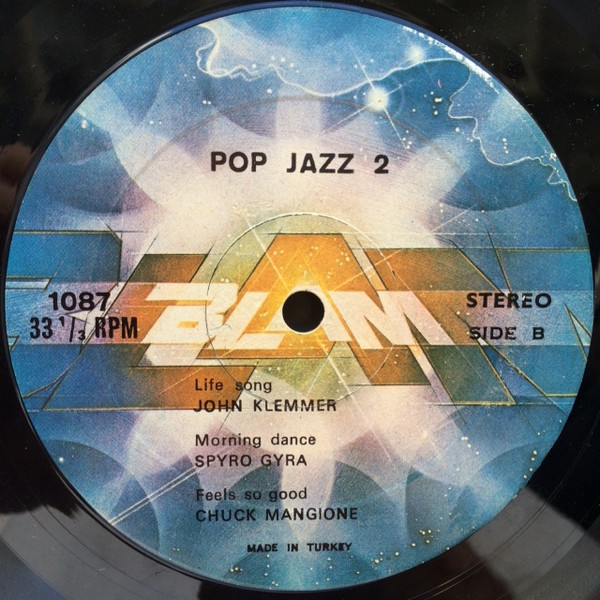 POP JAZZ 2
BLAM
1087
33 1/3 RPM
STEREO
SIDE B
Life song
JOHN KLEMMER
Morning dance
SPYRO GYRA
Feels so good
CHUCK MANGIONE
MADE IN TURKEY